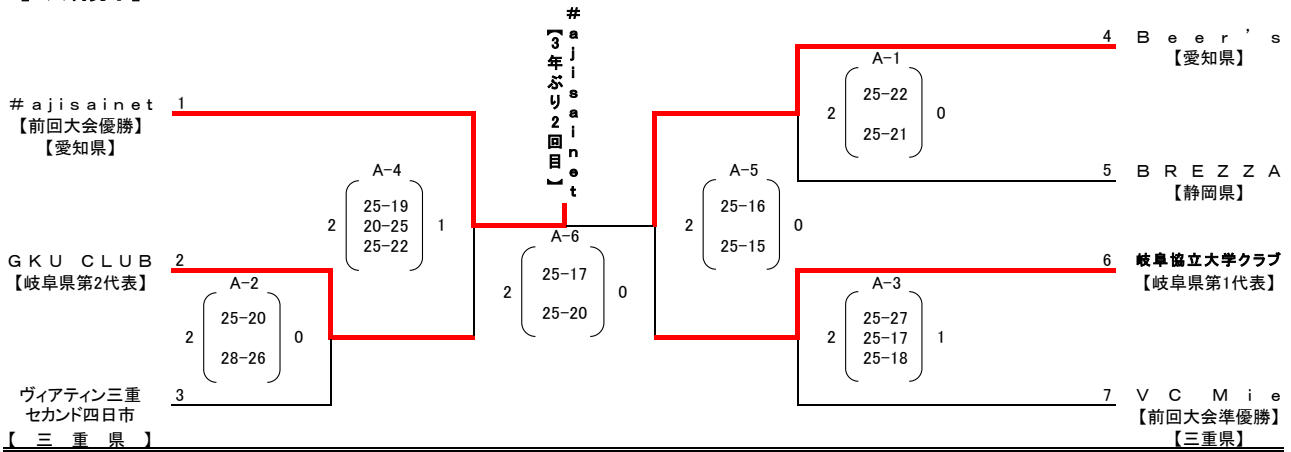 #ajisainet
【3年ぶり2回目】
#ajisainet 1
【前回大会優勝】
【愛知県】
GKU CLUB 2
【岐阜県第2代表】
ヴィアティン三重 3
セカンド四日市
【 三 重 県 】
A-2
2 25-20 0
28-26
A-4
25-19
2 20-25 1
25-22
A-6
25-17
2 0
25-20
A-5
25-16
2 0
25-15
A-1
25-22
2 0
25-21
A-3
25-27
2 25-17 1
25-18
4 Beer's
【愛知県】
5 BREZZA
【静岡県】
6 岐阜協立大学クラブ
【岐阜県第1代表】
7 VC Mie
【前回大会準優勝】
【三重県】